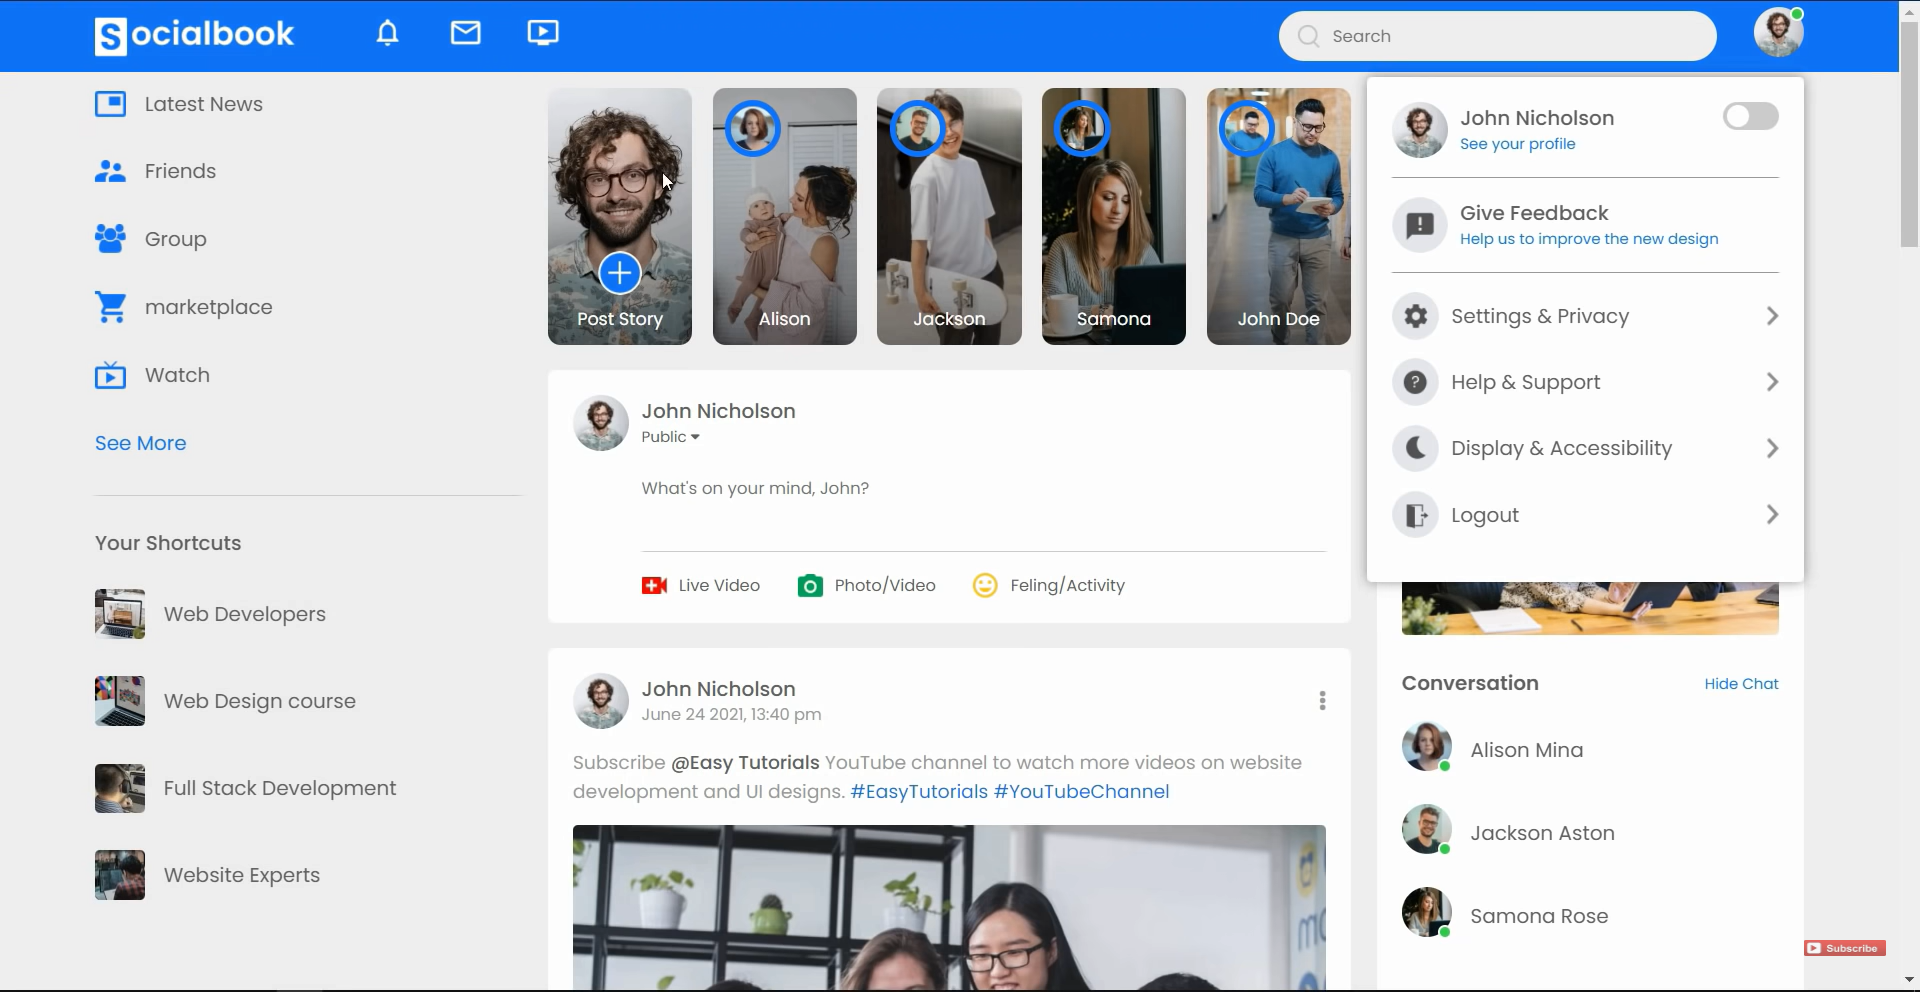 Socialbook
Search
Latest News
Friends
Group
marketplace
Watch
See More
Your Shortcuts
Web Developers
Web Design course
Full Stack Development
Website Experts
Post Story
Alison
Jackson
Samona
John Doe
John Nicholson
Public
What's on your mind, John?
Live Video
Photo/Video
Feling/Activity
John Nicholson
June 24 2021, 13:40 pm
Subscribe @Easy Tutorials YouTube channel to watch more videos on website
development and UI designs. #EasyTutorials #YouTubeChannel
John Nicholson
See your profile
Give Feedback
Help us to improve the new design
Settings & Privacy
Help & Support
Display & Accessibility
Logout
Conversation
Hide Chat
Alison Mina
Jackson Aston
Samona Rose
Subscribe